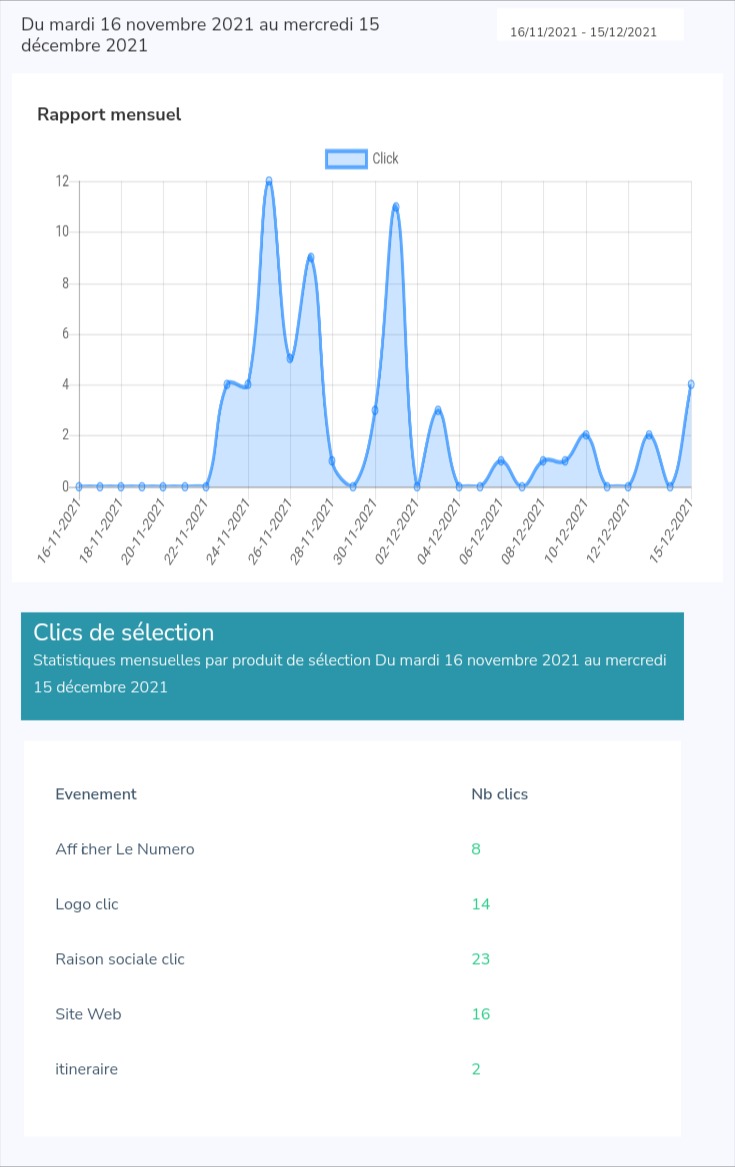 Du mardi 16 novembre 2021 au mercredi 15
décembre 2021
16/11/2021 - 15/12/2021
Rapport mensuel
Click
12
10
8
6
4
2
0
16-11-2021
18-11-2021
20-11-2021
22-11-2021
24-11-2021
26-11-2021
28-11-2021
30-11-2021
02-12-2021
04-12-2021
06-12-2021
08-12-2021
10-12-2021
12-12-2021
15-12-2021
Clics de sélection
Statistiques mensuelles par produit de sélection Du mardi 16 novembre 2021 au mercredi
15 décembre 2021
Evenement Nb clics
Afficher Le Numero 8
Logo clic 14
Raison sociale clic 23
Site Web 16
itineraire 2